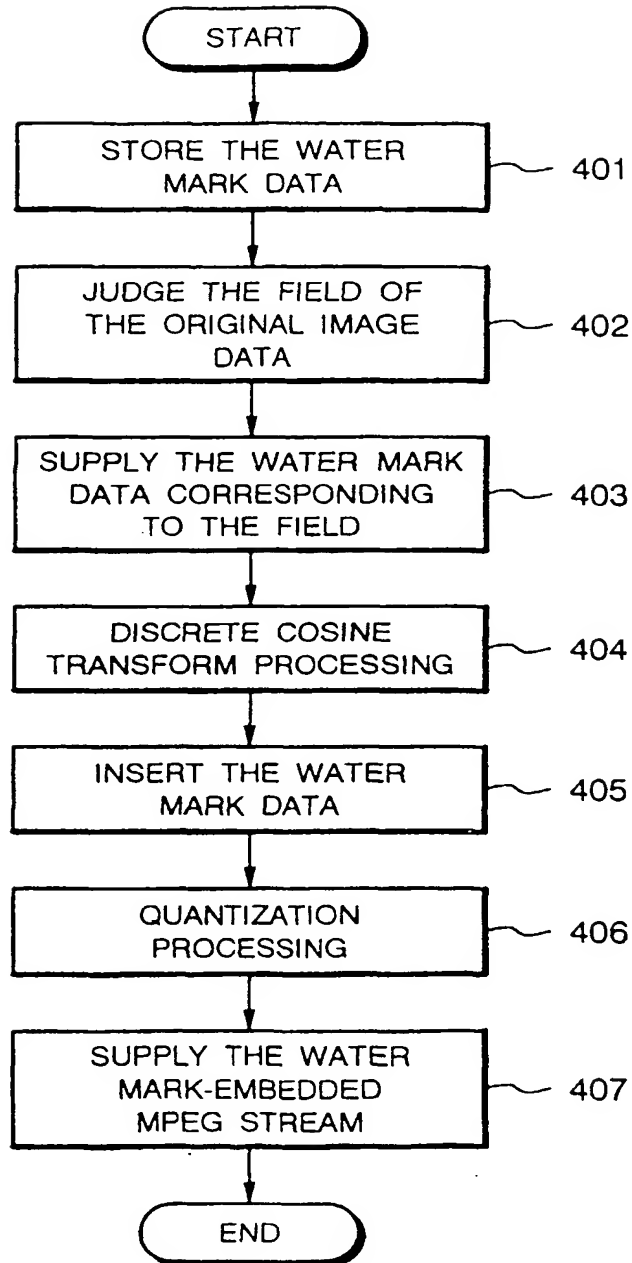 START
STORE THE WATER
MARK DATA
401
JUDGE THE FIELD OF
THE ORIGINAL IMAGE
DATA
402
SUPPLY THE WATER MARK
DATA CORRESPONDING
TO THE FIELD
403
DISCRETE COSINE
TRANSFORM PROCESSING
404
INSERT THE WATER
MARK DATA
405
QUANTIZATION
PROCESSING
406
SUPPLY THE WATER
MARK-EMBEDDED
MPEG STREAM
407
END